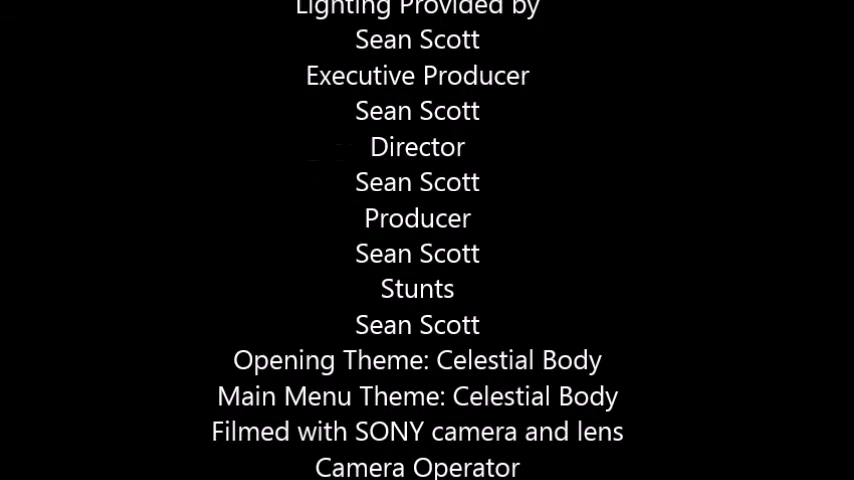 Lighting Provided by
Sean Scott
Executive Producer
Sean Scott
Director
Sean Scott
Producer
Sean Scott
Stunts
Sean Scott
Opening Theme: Celestial Body
Main Menu Theme: Celestial Body
Filmed with SONY camera and lens
Camera Operator